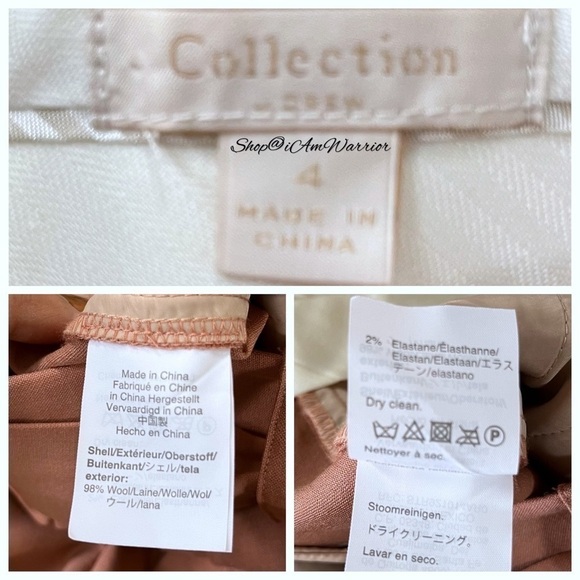 Collection
J.CREW
Shop@iAmWarrior
4
MADE IN
CHINA
Made in China
Fabriqué en Chine
in China Hergestellt
Vervaardigd in China
中国製
Hecho en China
Shell/Extérieur/Oberstoff/
Buitenkant/シェル/tela
exterior:
98% Wool/Laine/Wolle/Wol/
ウール/lana
2% Elastane/Élasthanne/
Elastan/Elastaan/エラス
テーン/elastano
Dry clean.
P
Nettoyer à sec.
Stoomreinigen.
ドライクリーニング。
Lavar en seco.